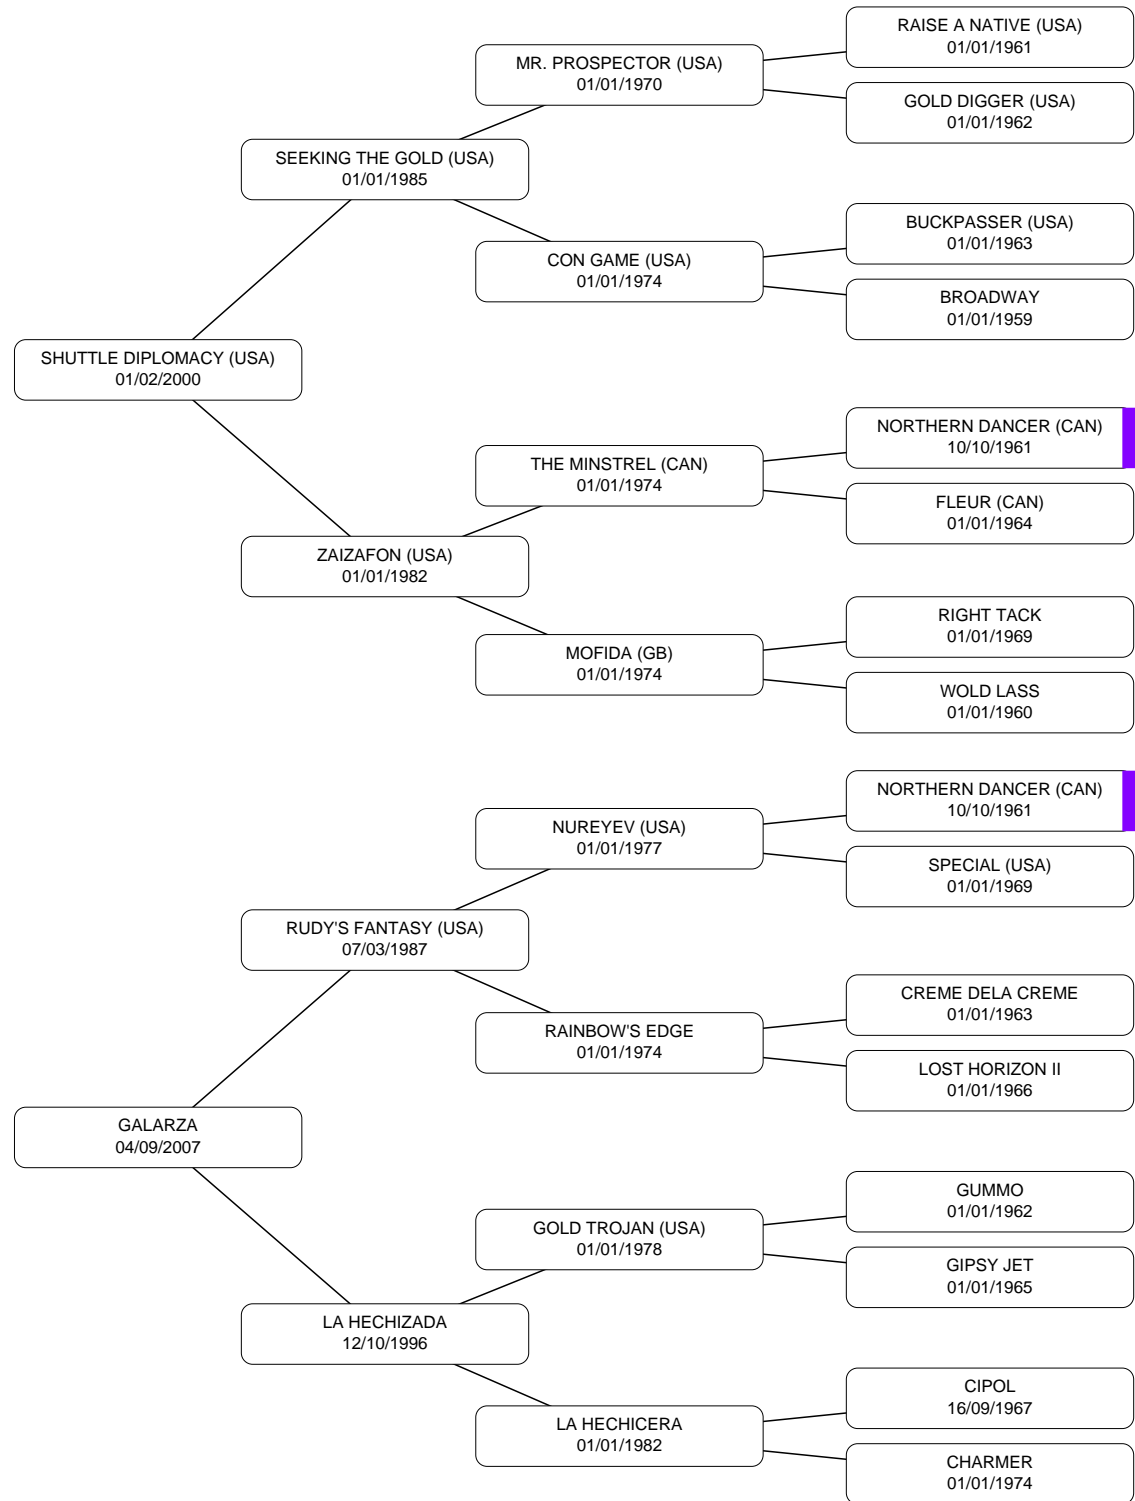 RAISE A NATIVE (USA)
01/01/1961
MR. PROSPECTOR (USA)
01/01/1970
GOLD DIGGER (USA)
01/01/1962
SEEKING THE GOLD (USA)
01/01/1985
BUCKPASSER (USA)
01/01/1963
CON GAME (USA)
01/01/1974
BROADWAY
01/01/1959
SHUTTLE DIPLOMACY (USA)
01/02/2000
NORTHERN DANCER (CAN)
10/10/1961
THE MINSTREL (CAN)
01/01/1974
FLEUR (CAN)
01/01/1964
ZAIZAFON (USA)
01/01/1982
RIGHT TACK
01/01/1969
MOFIDA (GB)
01/01/1974
WOLD LASS
01/01/1960
NORTHERN DANCER (CAN)
10/10/1961
NUREYEV (USA)
01/01/1977
SPECIAL (USA)
01/01/1969
RUDY'S FANTASY (USA)
07/03/1987
CREME DELA CREME
01/01/1963
RAINBOW'S EDGE
01/01/1974
LOST HORIZON II
01/01/1966
GALARZA
04/09/2007
GUMMO
01/01/1962
GOLD TROJAN (USA)
01/01/1978
GIPSY JET
01/01/1965
LA HECHIZADA
12/10/1996
CIPOL
16/09/1967
LA HECHICERA
01/01/1982
CHARMER
01/01/1974